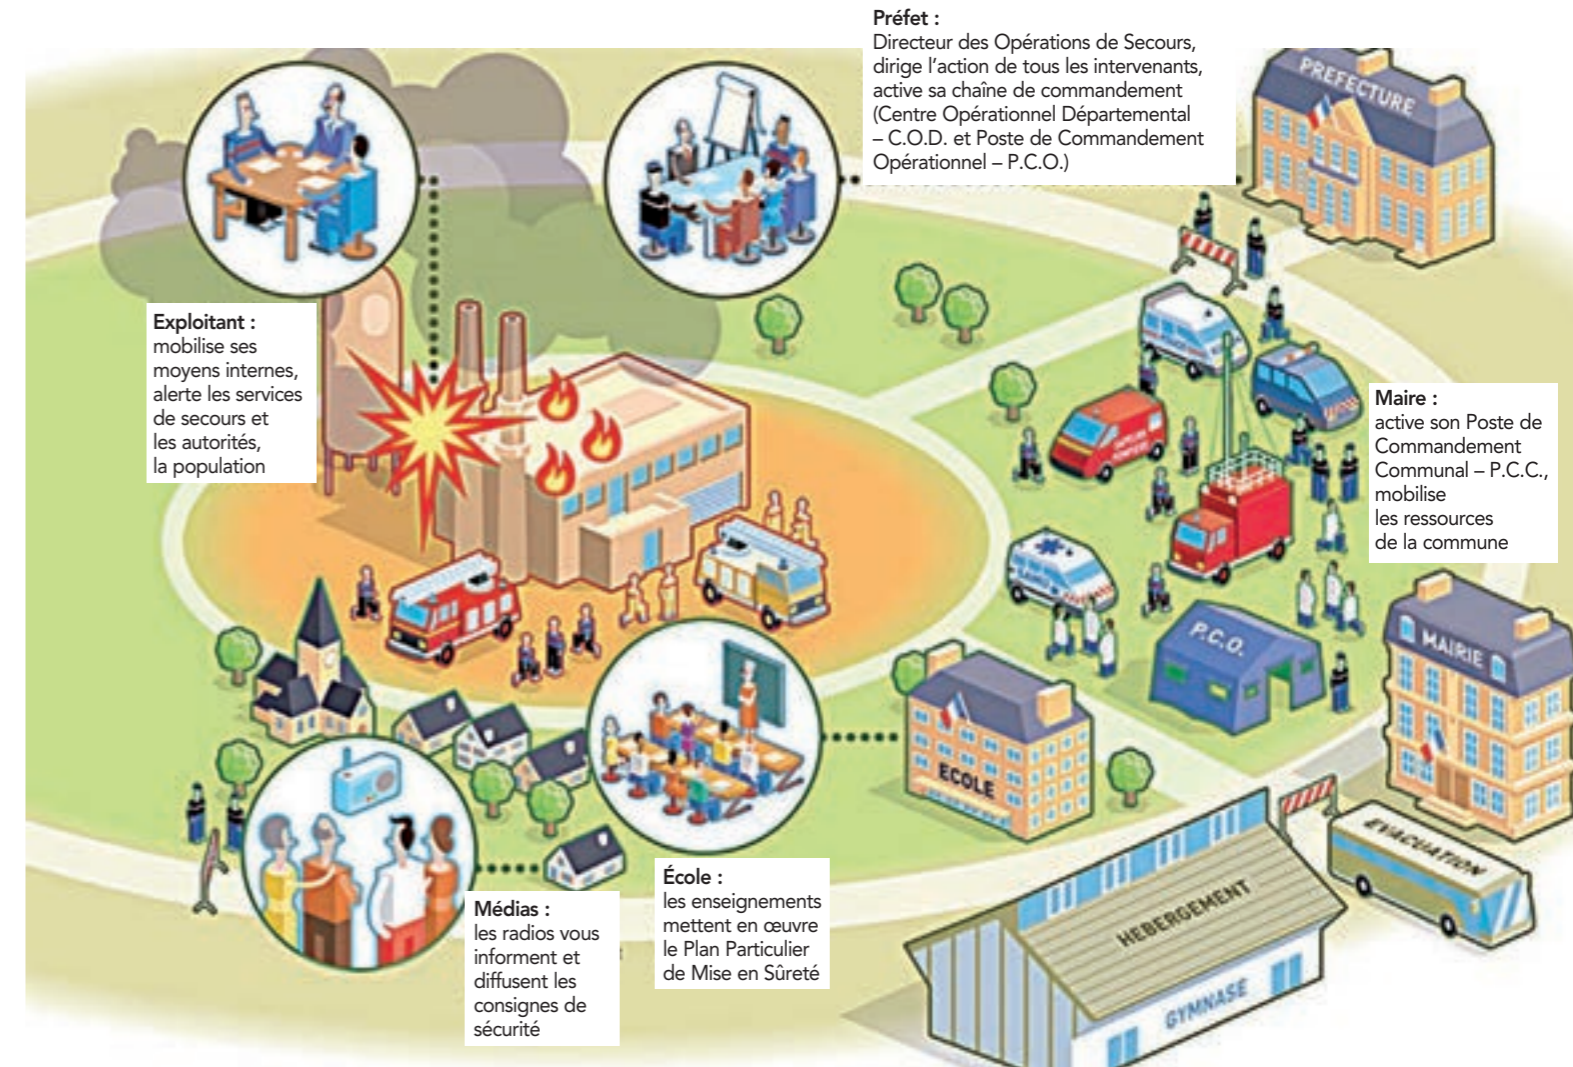 Préfet :
Directeur des Opérations de Secours,
dirige l'action de tous les intervenants,
active sa chaîne de commandement
(Centre Opérationnel Départemental
– C.O.D. et Poste de Commandement
Opérationnel – P.C.O.)
PREFECTURE
Exploitant :
mobilise ses
moyens internes,
alerte les services
de secours et
les autorités,
la population
Maire :
active son Poste de
Commandement
Communal – P.C.C.,
mobilise
les ressources
de la commune
SAPEURS
POMPIERS
P.C.O.
MAIRIE
ECOLE
EVACUATION
HEBERGEMENT
GYMNASE
École :
les enseignements
mettent en œuvre
le Plan Particulier
de Mise en Sûreté
Médias :
les radios vous
informent et
diffusent les
consignes de
sécurité